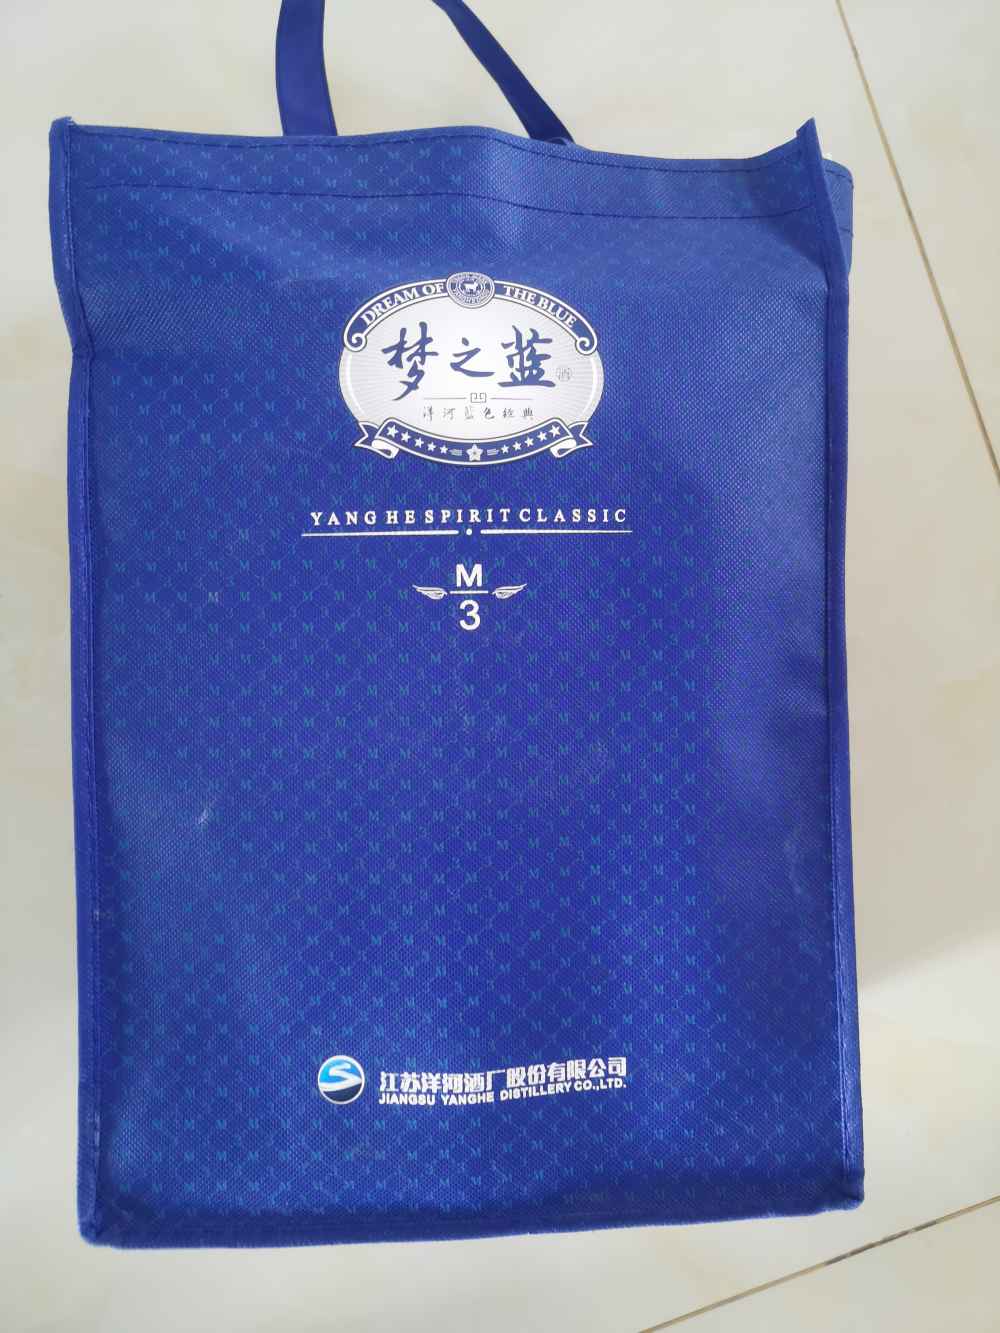 DREAM OF THE BLUE
梦之蓝
酒
洋河蓝色经典
YANGHE SPIRIT CLASSIC
M
3
江苏洋河酒厂股份有限公司
JIANGSU YANGHE DISTILLERY CO.,LTD.